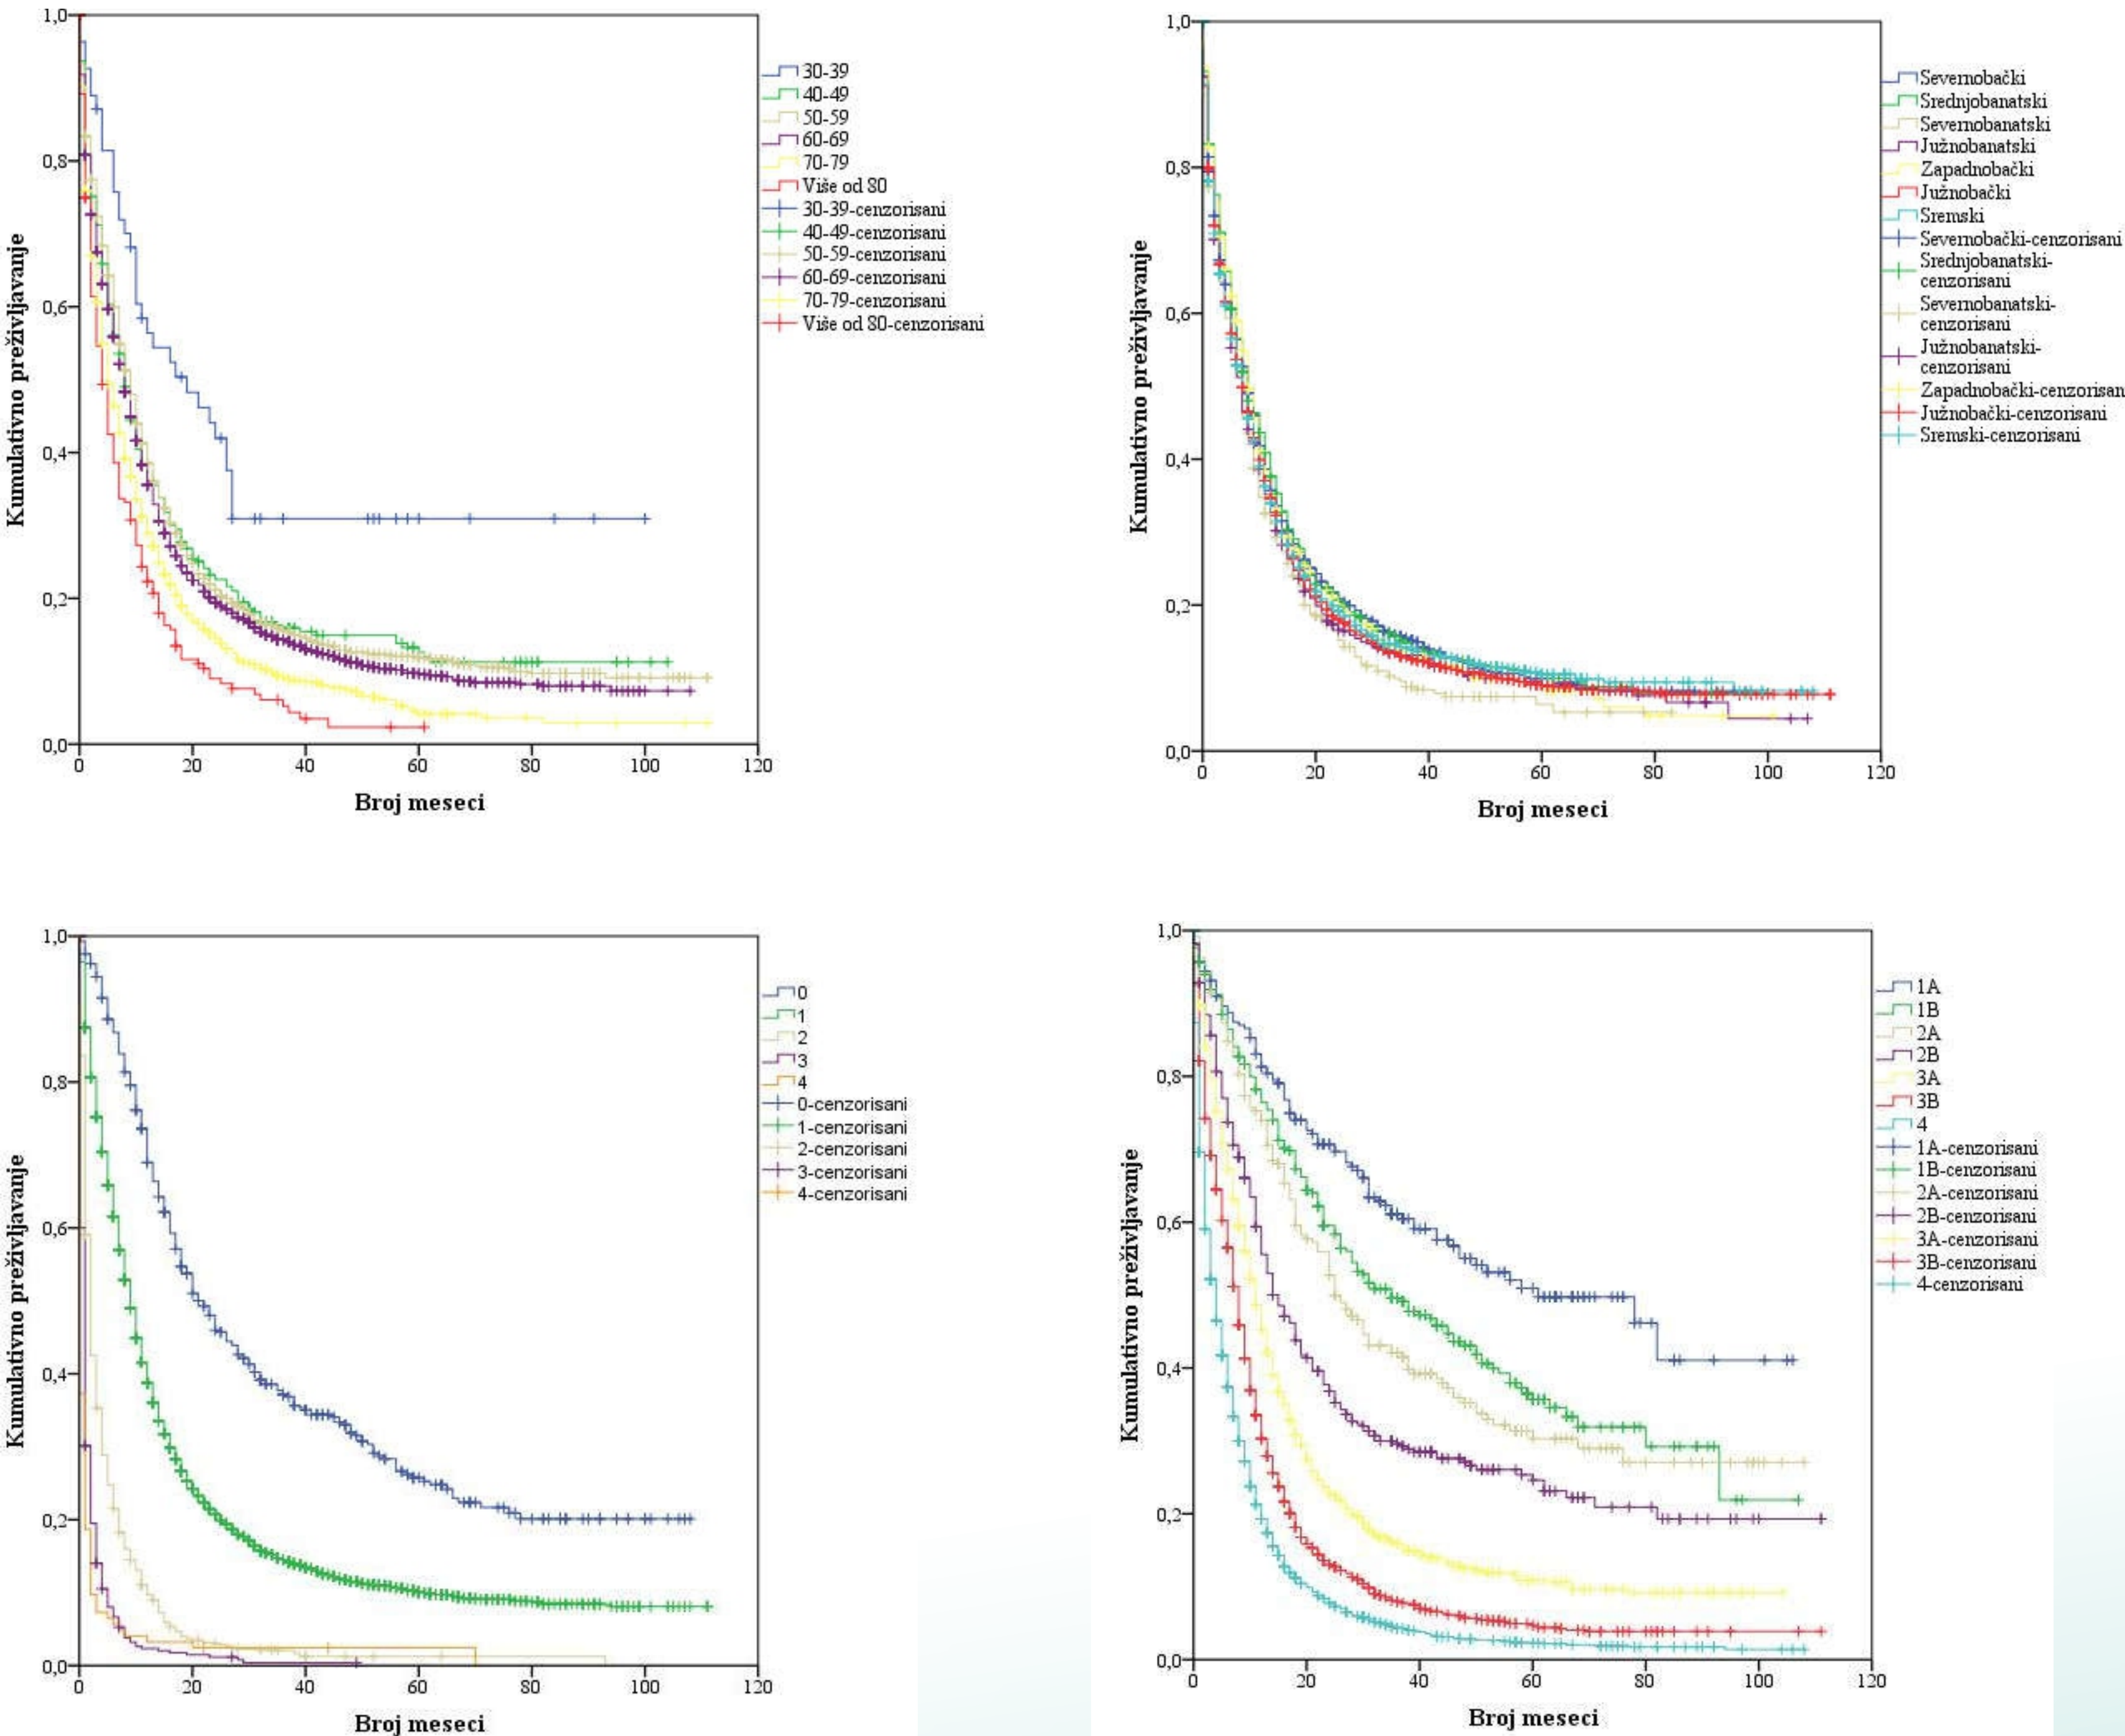 Kumulativno preživljavanje
1,0
0,8
0,6
0,4
0,2
0,0
0 20 40 60 80 100 120
Broj meseci
30-39
40-49
50-59
60-69
70-79
Više od 80
30-39-cenzorisani
40-49-cenzorisani
50-59-cenzorisani
60-69-cenzorisani
70-79-cenzorisani
Više od 80-cenzorisani
Kumulativno preživljavanje
1,0
0,8
0,6
0,4
0,2
0,0
0 20 40 60 80 100 120
Broj meseci
Severnobački
Srednjobanatski
Severnobanatski
Južnobanatski
Zapadnobački
Južnobački
Sremski
Severnobački-cenzorisani
Srednjobanatski-
cenzorisani
Severnobanatski-
cenzorisani
Južnobanatski-
cenzorisani
Zapadnobački-cenzorisan
Južnobački-cenzorisani
Sremski-cenzorisani
Kumulativno preživljavanje
1,0
0,8
0,6
0,4
0,2
0,0
0 20 40 60 80 100 120
Broj meseci
0
1
2
3
4
0-cenzorisani
1-cenzorisani
2-cenzorisani
3-cenzorisani
4-cenzorisani
Kumulativno preživljavanje
1,0
0,8
0,6
0,4
0,2
0,0
0 20 40 60 80 100 120
Broj meseci
1A
1B
2A
2B
3A
3B
4
1A-cenzorisani
1B-cenzorisani
2A-cenzorisani
2B-cenzorisani
3A-cenzorisani
3B-cenzorisani
4-cenzorisani